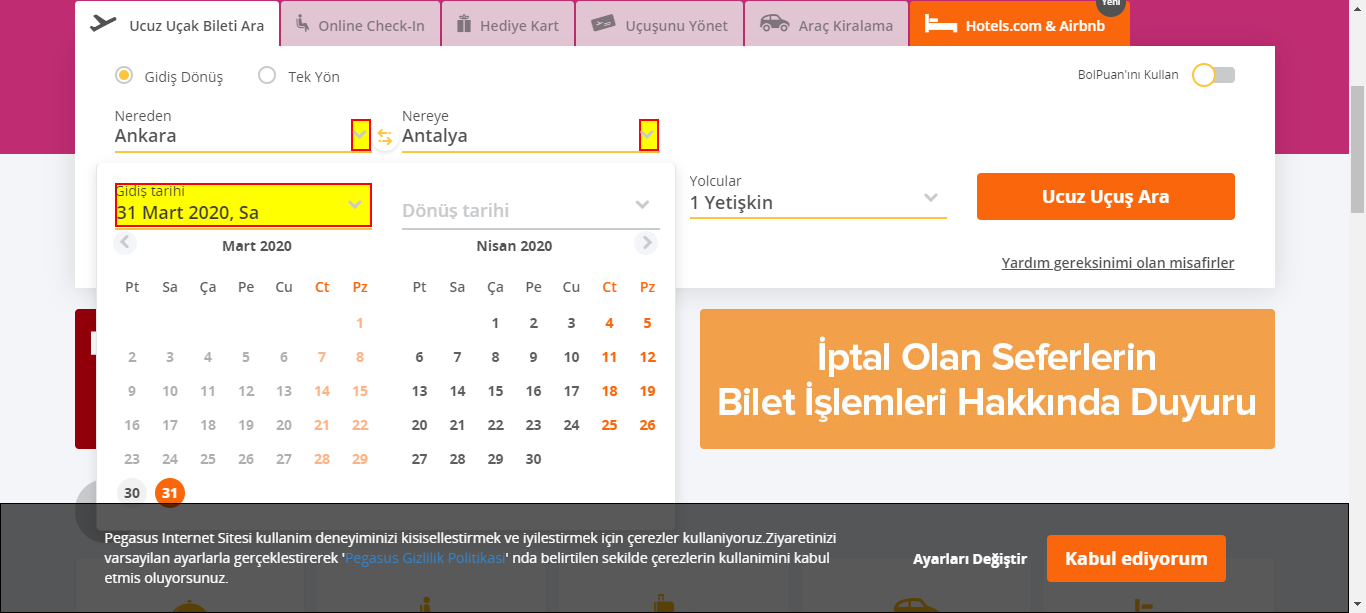 Ucuz Uçak Bileti Ara
Online Check-In
Hediye Kart
Uçuşunu Yönet
Araç Kiralama
Hotels.com & Airbnb
Yeni
Gidiş Dönüş
Tek Yön
BolPuan'ını Kullan
Nereden
Ankara
Nereye
Antalya
Gidiş tarihi
31 Mart 2020, Sa
Dönüş tarihi
Yolcular
1 Yetişkin
Ucuz Uçuş Ara
Yardım gereksinimi olan misafirler
Mart 2020
Pt Sa Ça Pe Cu Ct Pz
1
2 3 4 5 6 7 8
9 10 11 12 13 14 15
16 17 18 19 20 21 22
23 24 25 26 27 28 29
30 31
Nisan 2020
Pt Sa Ça Pe Cu Ct Pz
1 2 3 4 5
6 7 8 9 10 11 12
13 14 15 16 17 18 19
20 21 22 23 24 25 26
27 28 29 30
İptal Olan Seferlerin
Bilet İşlemleri Hakkında Duyuru
Pegasus Internet Sitesi kullanim deneyiminizi kisisellestirmek ve iyilestirmek için çerezler kullaniyoruz.Ziyaretinizi
varsayilan ayarlarla gerçeklestirerek 'Pegasus Gizlilik Politikasi' nda belirtilen sekilde çerezlerin kullanimini kabul
etmis oluyorsunuz.
Ayarları Değiştir
Kabul ediyorum